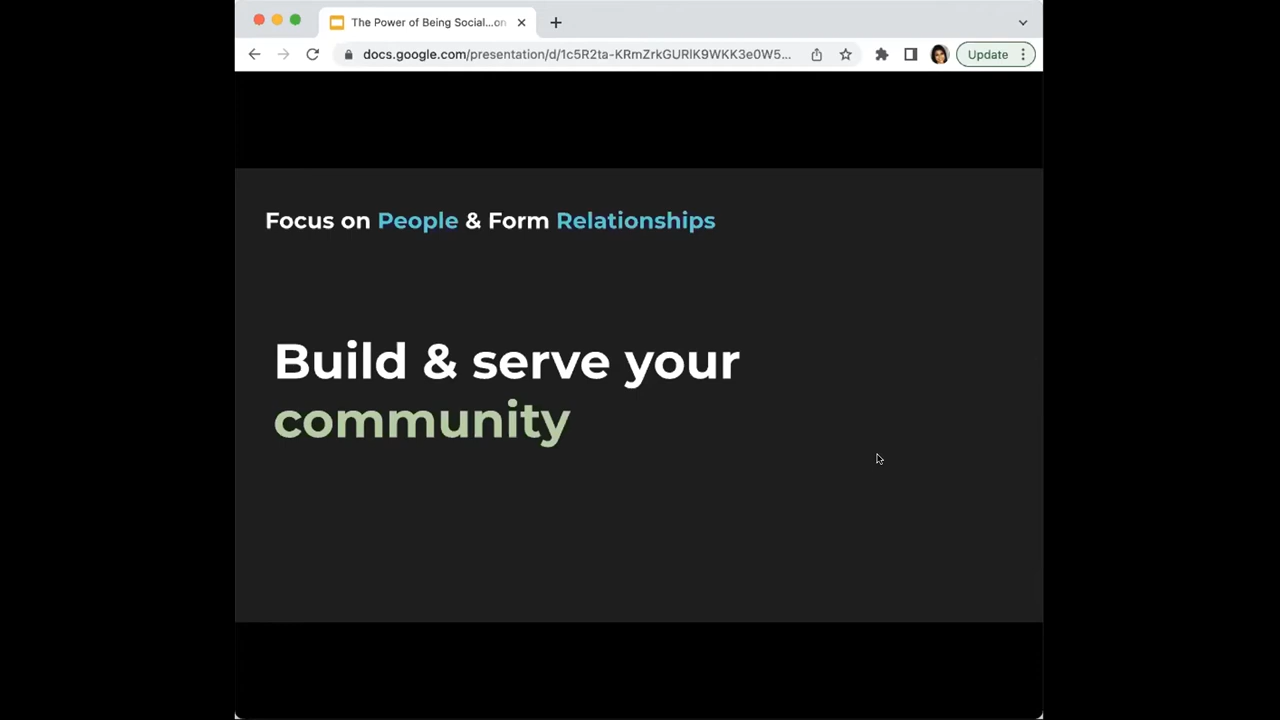 The Power of Being Social...on
docs.google.com/presentation/d/1c5R2ta-KRmZrkGURlK9WKK3e0W5...
Update
Focus on People & Form Relationships
Build & serve your
community